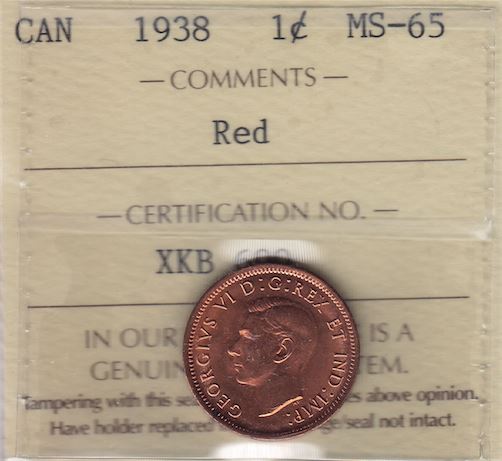 CAN 1938 1¢ MS-65
— COMMENTS —
Red
— CERTIFICATION NO. —
XKB
IN OUR IS A
GENUIN TEM.
Tampering with this se es above opinion.
Have holder replaced ge/seal not intact.
GEORGIVS VI D:G:REX ET IND:IMP: